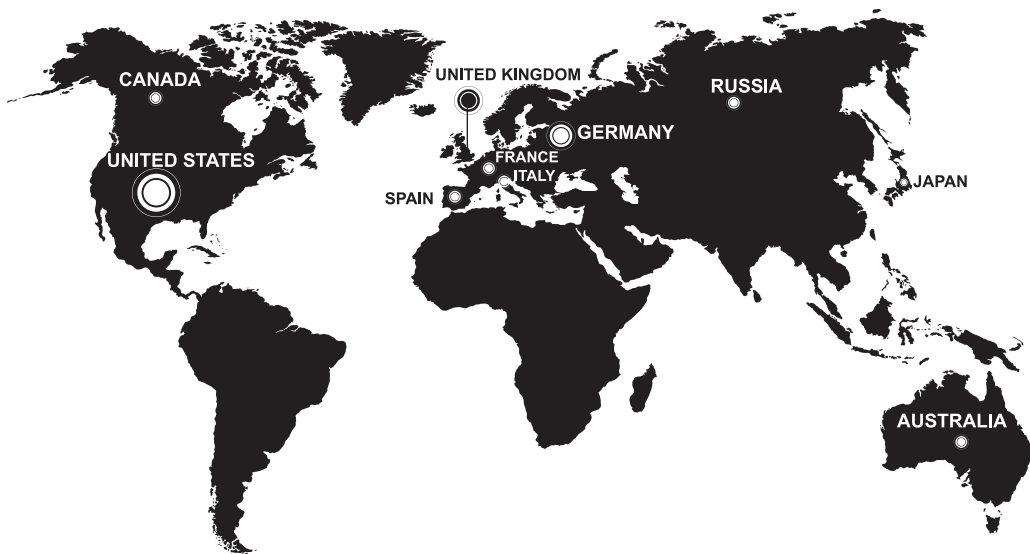 UNITED KINGDOM
CANADA
RUSSIA
GERMANY
FRANCE
UNITED STATES
ITALY
JAPAN
SPAIN
AUSTRALIA